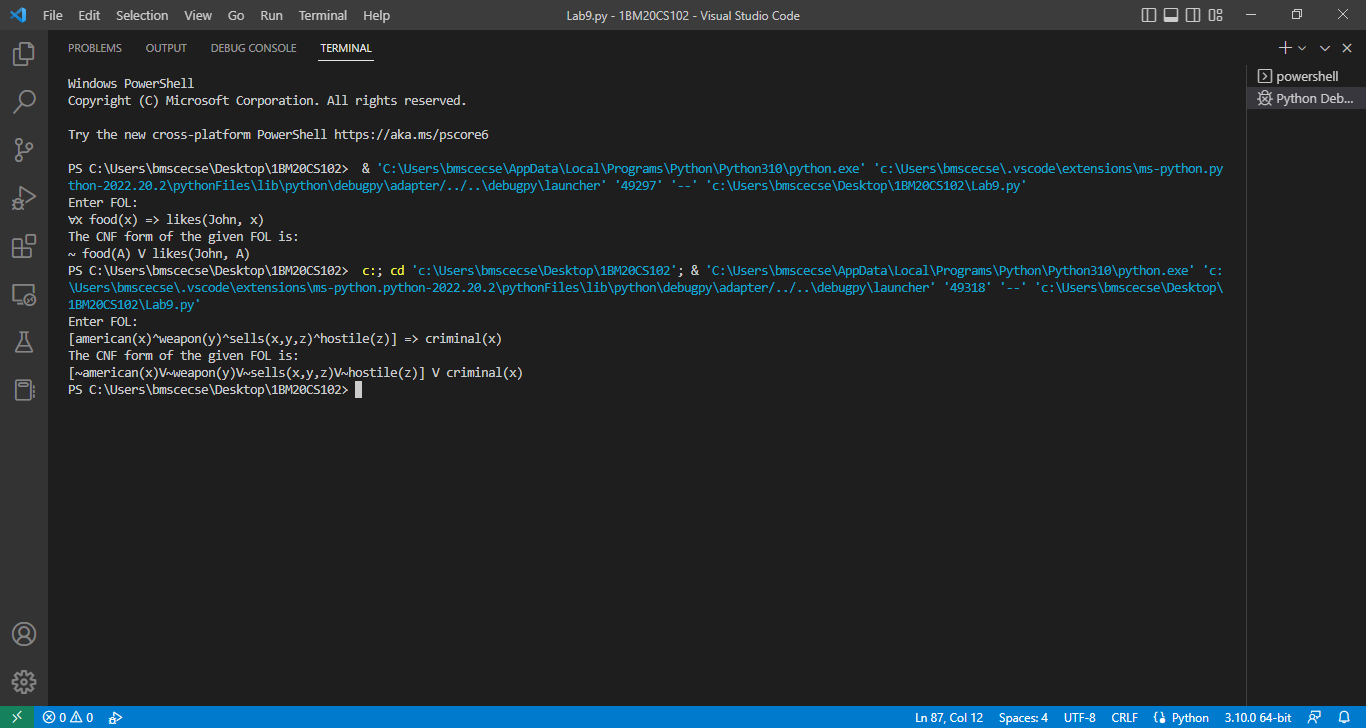 File Edit Selection View Go Run Terminal Help
Lab9.py - 1BM20CS102 - Visual Studio Code
PROBLEMS OUTPUT DEBUG CONSOLE TERMINAL
powershell
Python Deb...
Windows PowerShell
Copyright (C) Microsoft Corporation. All rights reserved.
Try the new cross-platform PowerShell https://aka.ms/pscore6
PS C:\Users\bmscecse\Desktop\1BM20CS102>  & 'C:\Users\bmscecse\AppData\Local\Programs\Python\Python310\python.exe' 'c:\Users\bmscecse\.vscode\extensions\ms-python.py
thon-2022.20.2\pythonFiles\lib\python\debugpy\adapter/../..\debugpy\launcher' '49297' '--' 'c:\Users\bmscecse\Desktop\1BM20CS102\Lab9.py'
Enter FOL:
∀x food(x) => likes(John, x)
The CNF form of the given FOL is:
~ food(A) V likes(John, A)
PS C:\Users\bmscecse\Desktop\1BM20CS102>  c:; cd 'c:\Users\bmscecse\Desktop\1BM20CS102'; & 'C:\Users\bmscecse\AppData\Local\Programs\Python\Python310\python.exe' 'c:
\Users\bmscecse\.vscode\extensions\ms-python.python-2022.20.2\pythonFiles\lib\python\debugpy\adapter/../..\debugpy\launcher' '49318' '--' 'c:\Users\bmscecse\Desktop\
1BM20CS102\Lab9.py'
Enter FOL:
[american(x)^weapon(y)^sells(x,y,z)^hostile(z)] => criminal(x)
The CNF form of the given FOL is:
[~american(x)V~weapon(y)V~sells(x,y,z)V~hostile(z)] V criminal(x)
PS C:\Users\bmscecse\Desktop\1BM20CS102>
0 0 Ln 87, Col 12 Spaces: 4 UTF-8 CRLF Python 3.10.0 64-bit